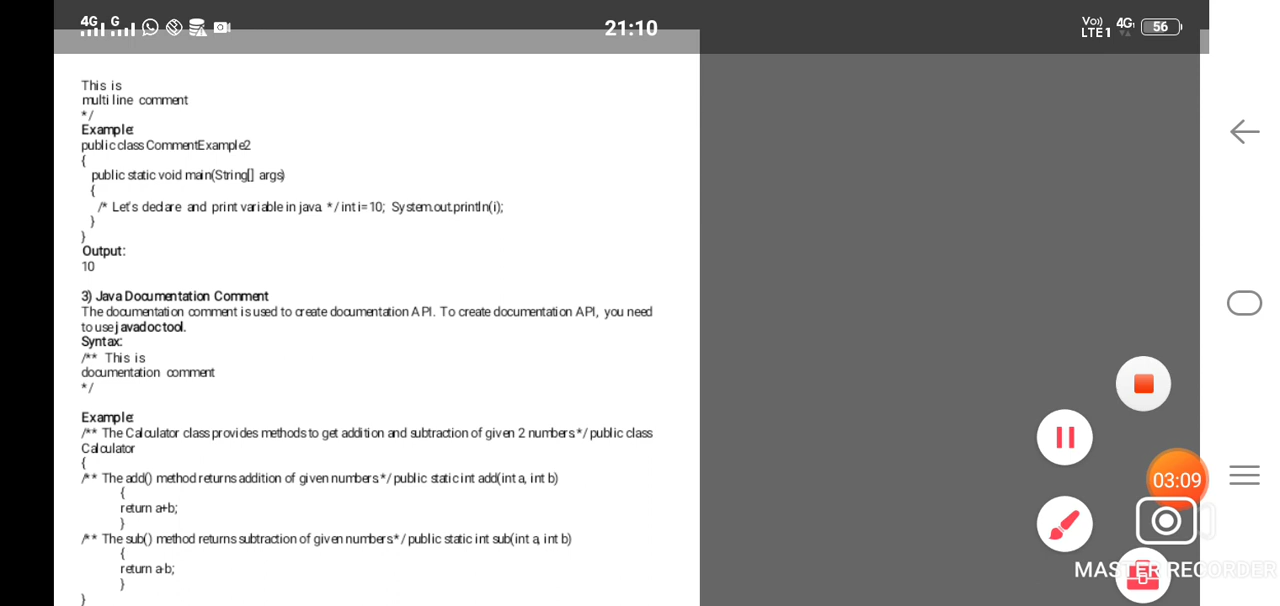 4G G 21:10 Vo)) LTE 1 4G 56
This is
multi line comment
*/
Example:
public class CommentExample2
{
public static void main(String[] args)
{
/* Let's declare and print variable in java. */ int i=10; System.out.println(i);
}
}
Output:
10
3) Java Documentation Comment
The documentation comment is used to create documentation API. To create documentation API, you need
to use javadoc tool.
Syntax:
/** This is
documentation comment
*/
Example:
/** The Calculator class provides methods to get addition and subtraction of given 2 numbers.*/ public class
Calculator
{
/** The add() method returns addition of given numbers.*/ public static int add(int a, int b)
{
return a+b;
}
/** The sub() method returns subtraction of given numbers.*/ public static int sub(int a, int b)
{
return a-b;
}
}
03:09
MASTER RECORDER